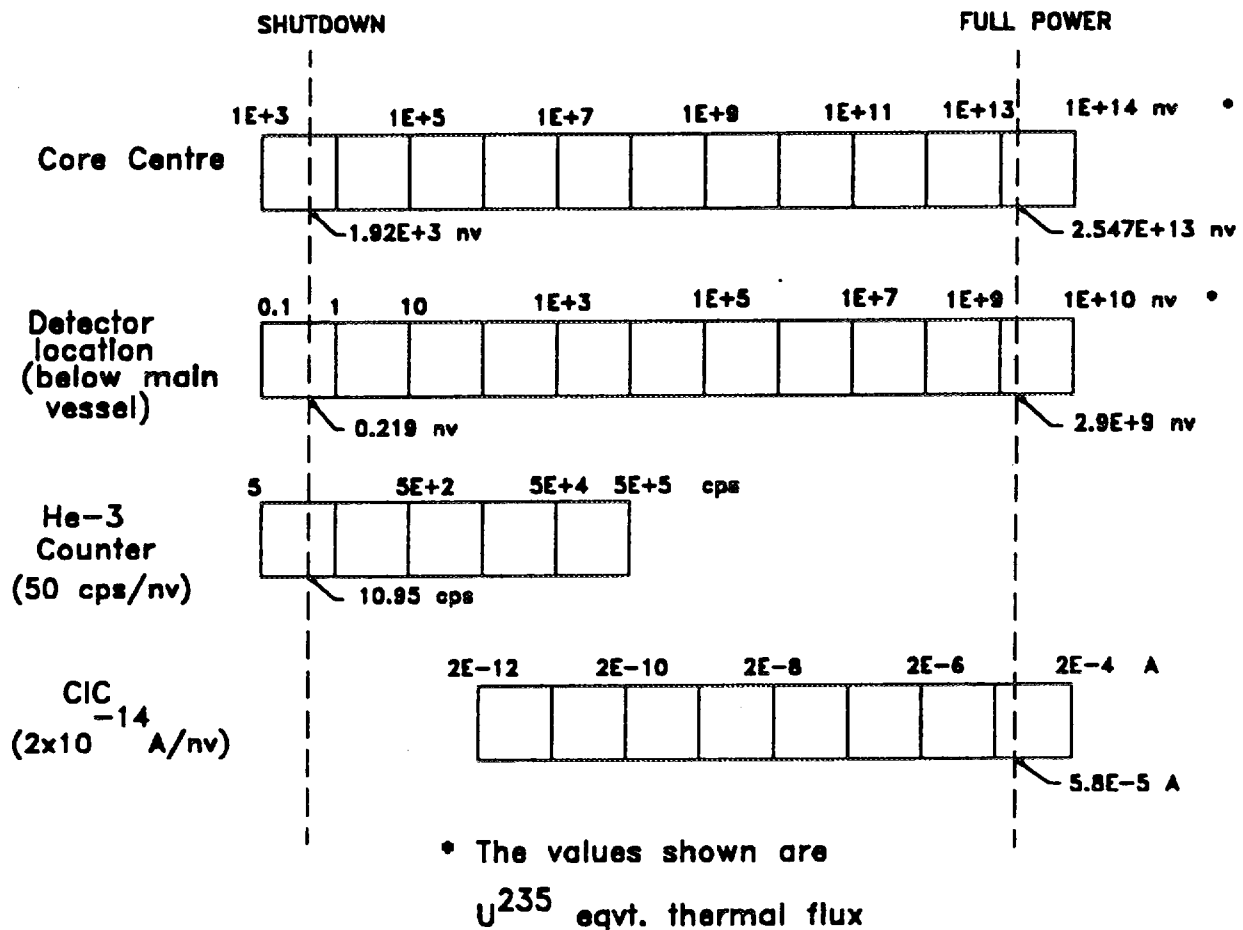 SHUTDOWN FULL POWER
1E+3 1E+5 1E+7 1E+9 1E+11 1E+13 1E+14 nv *
Core Centre
1.92E+3 nv 2.547E+13 nv
0.1 1 10 1E+3 1E+5 1E+7 1E+9 1E+10 nv *
Detector
location
(below main
vessel)
0.219 nv 2.9E+9 nv
5 5E+2 5E+4 5E+5 cps
He-3
Counter
(50 cps/nv)
10.95 cps
2E-12 2E-10 2E-8 2E-6 2E-4 A
CIC
(2x10^-14 A/nv)
5.8E-5 A
* The values shown are
U^235 eqvt. thermal flux